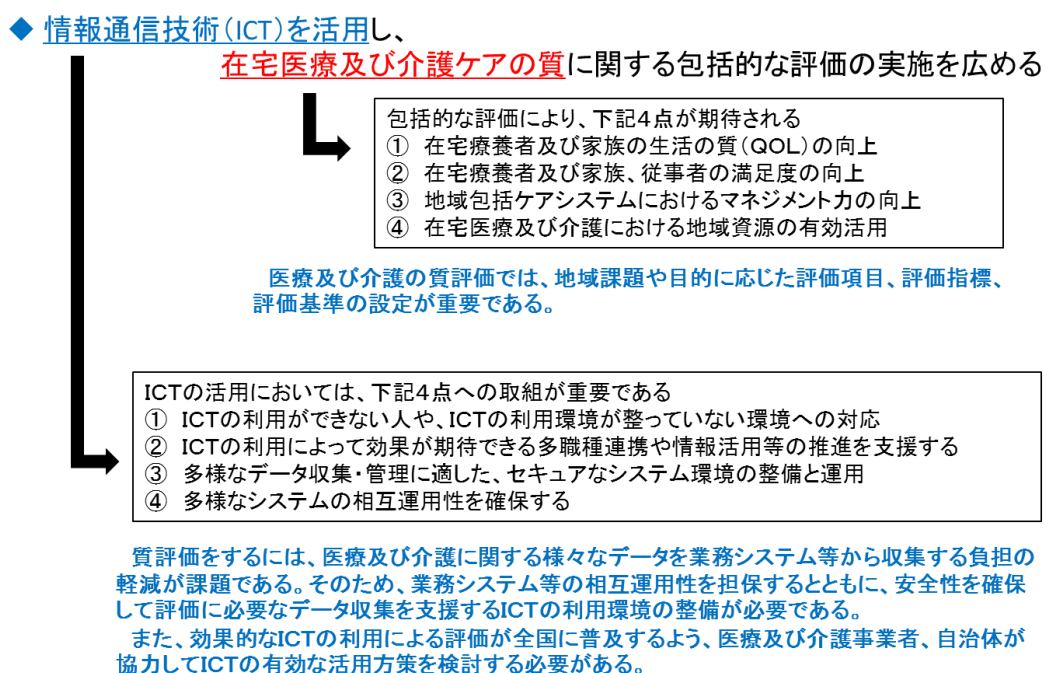 ◆ 情報通信技術(ICT)を活用し、
在宅医療及び介護ケアの質に関する包括的な評価の実施を広める
包括的な評価により、下記4点が期待される
① 在宅療養者及び家族の生活の質(QOL)の向上
② 在宅療養者及び家族、従事者の満足度の向上
③ 地域包括ケアシステムにおけるマネジメント力の向上
④ 在宅医療及び介護における地域資源の有効活用
医療及び介護の質評価では、地域課題や目的に応じた評価項目、評価指標、
評価基準の設定が重要である。
ICTの活用においては、下記4点への取組が重要である
① ICTの利用ができない人や、ICTの利用環境が整っていない環境への対応
② ICTの利用によって効果が期待できる多職種連携や情報活用等の推進を支援する
③ 多様なデータ収集・管理に適した、セキュアなシステム環境の整備と運用
④ 多様なシステムの相互運用性を確保する
質評価をするには、医療及び介護に関する様々なデータを業務システム等から収集する負担の
軽減が課題である。そのため、業務システム等の相互運用性を担保するとともに、安全性を確保
して評価に必要なデータ収集を支援するICTの利用環境の整備が必要である。
また、効果的なICTの利用による評価が全国に普及するよう、医療及び介護事業者、自治体が
協力してICTの有効な活用方策を検討する必要がある。